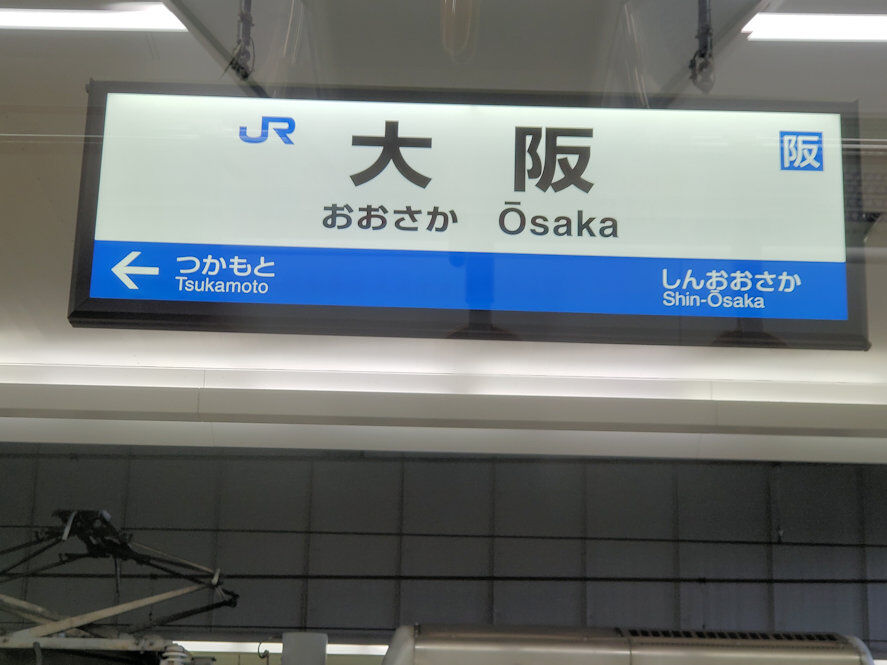 JR
大阪
阪
おおさか Ōsaka
← つかもと
Tsukamoto
しんおおさか
Shin-Ōsaka